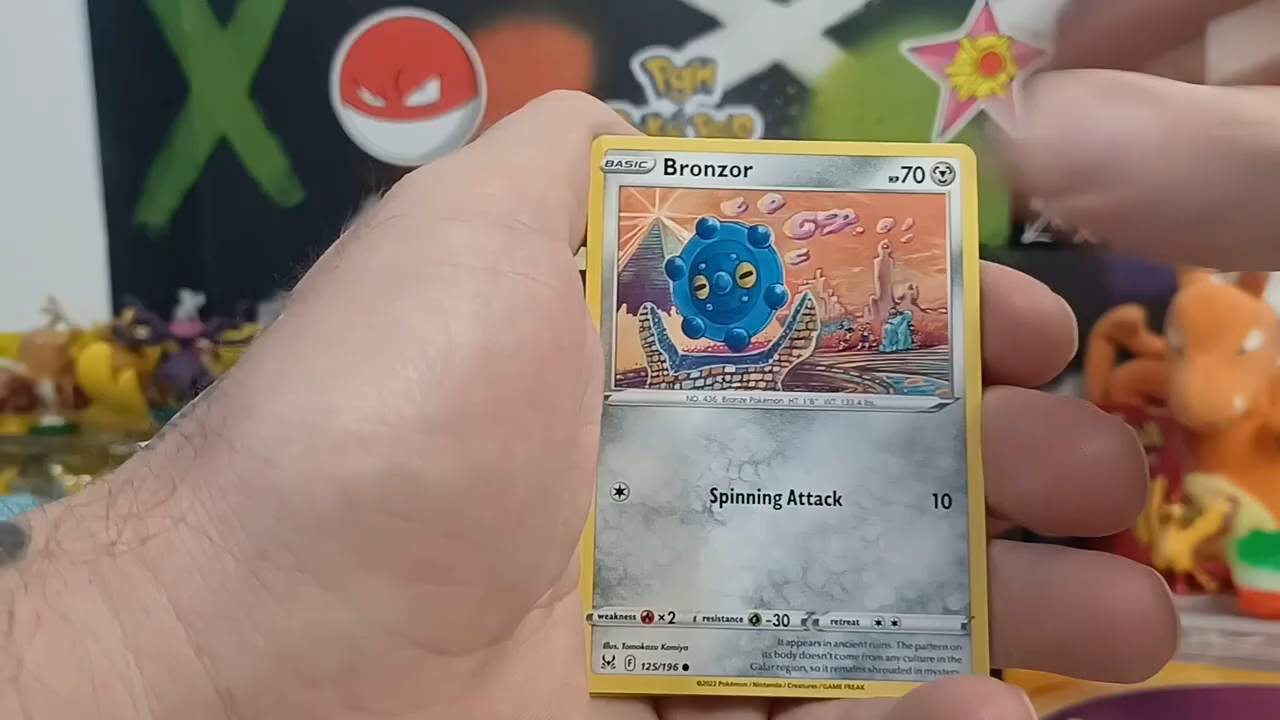 BASIC Bronzor HP70
NO. 436 Bronze Pokémon HT. 1'8" WT. 133.4 lbs.
Spinning Attack 10
weakness ×2 resistance -30 retreat
Illus. Tomokazu Komiya
It appears in ancient ruins. The pattern on
its body doesn't come from any culture in the
Galar region, so it remains shrouded in mystery.
F 125/196
©2022 Pokémon / Nintendo / Creatures / GAME FREAK